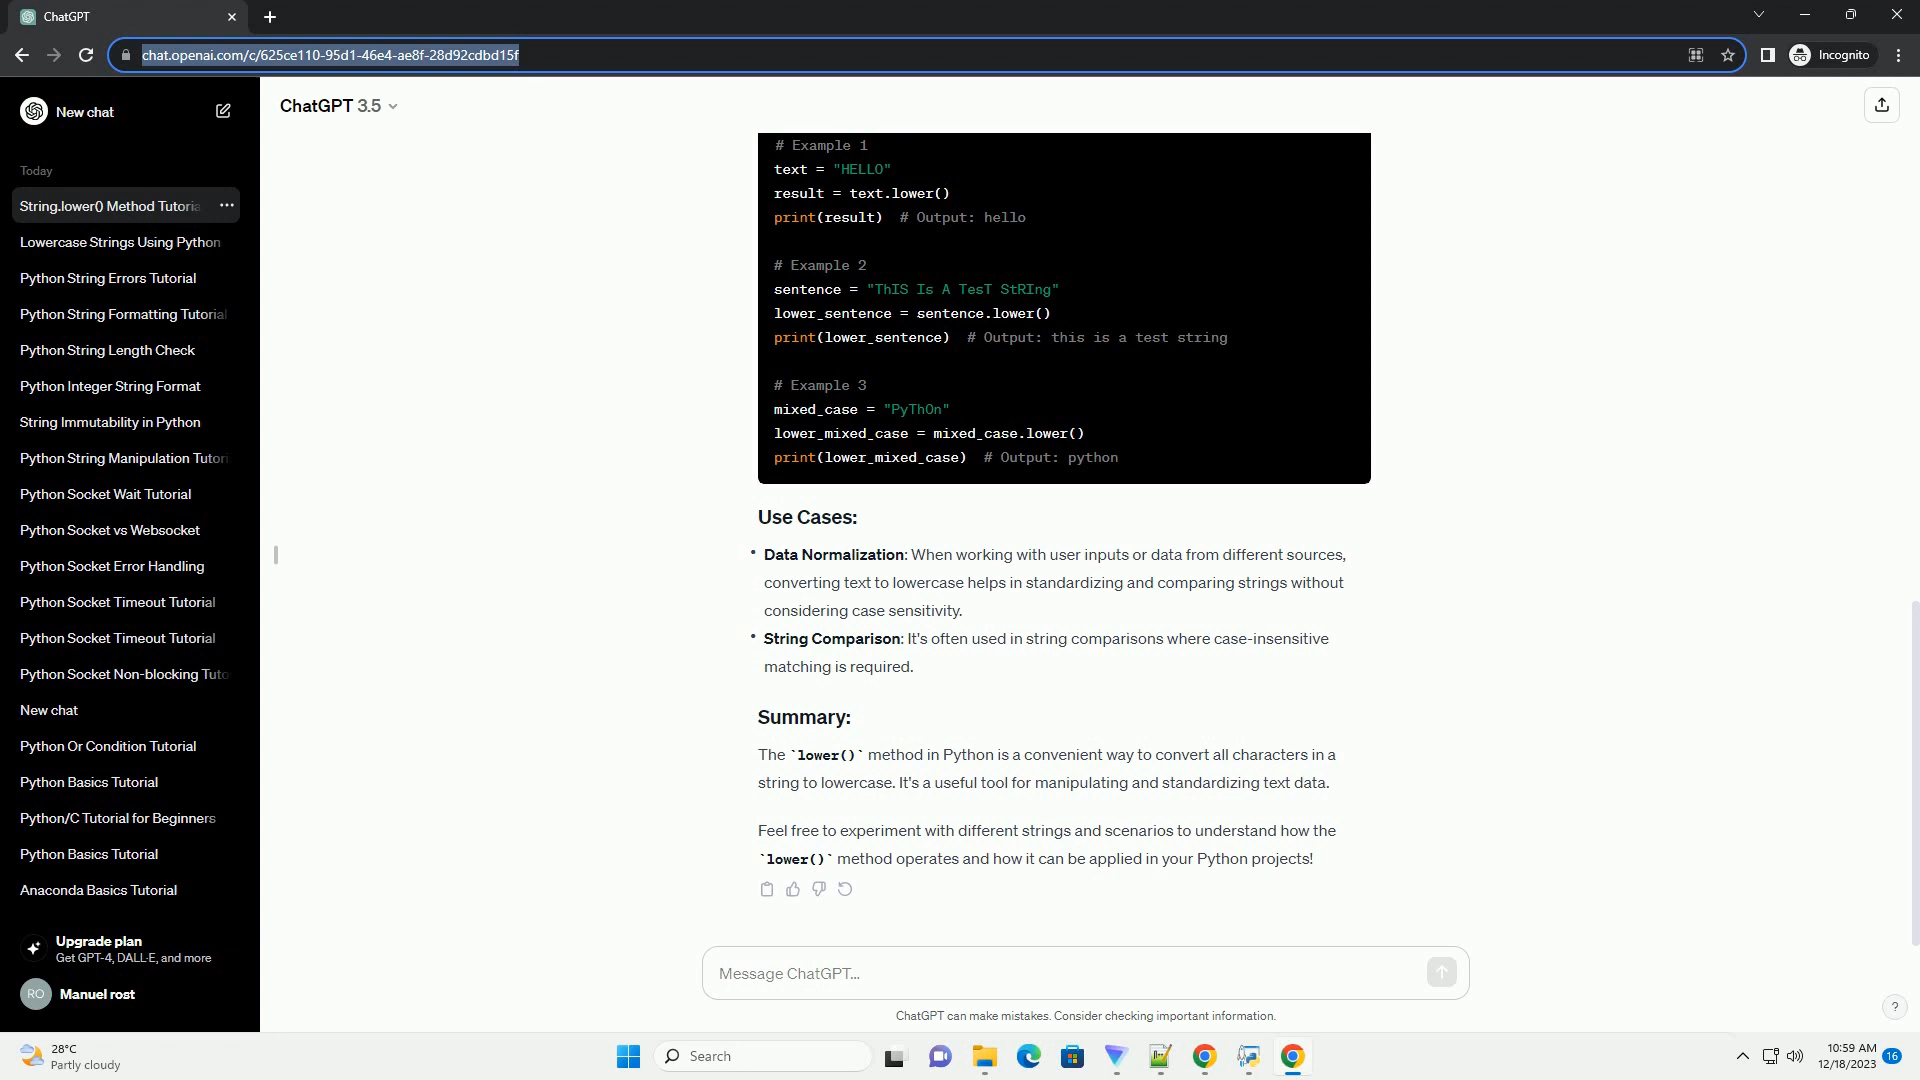 ChatGPT
chat.openai.com/c/625ce110-95d1-46e4-ae8f-28d92cdbd15f
Incognito
New chat
Today
String.lower() Method Tutoria
Lowercase Strings Using Python
Python String Errors Tutorial
Python String Formatting Tutorial
Python String Length Check
Python Integer String Format
String Immutability in Python
Python String Manipulation Tutori
Python Socket Wait Tutorial
Python Socket vs Websocket
Python Socket Error Handling
Python Socket Timeout Tutorial
Python Socket Timeout Tutorial
Python Socket Non-blocking Tuto
New chat
Python Or Condition Tutorial
Python Basics Tutorial
Python/C Tutorial for Beginners
Python Basics Tutorial
Anaconda Basics Tutorial
Upgrade plan
Get GPT-4, DALL·E, and more
RO
Manuel rost
ChatGPT 3.5
# Example 1
text = "HELLO"
result = text.lower()
print(result)  # Output: hello
# Example 2
sentence = "ThIS Is A TesT StRIng"
lower_sentence = sentence.lower()
print(lower_sentence)  # Output: this is a test string
# Example 3
mixed_case = "PyThOn"
lower_mixed_case = mixed_case.lower()
print(lower_mixed_case)  # Output: python
Use Cases:
• Data Normalization: When working with user inputs or data from different sources,
converting text to lowercase helps in standardizing and comparing strings without
considering case sensitivity.
• String Comparison: It's often used in string comparisons where case-insensitive
matching is required.
Summary:
The `lower()` method in Python is a convenient way to convert all characters in a
string to lowercase. It's a useful tool for manipulating and standardizing text data.
Feel free to experiment with different strings and scenarios to understand how the
`lower()` method operates and how it can be applied in your Python projects!
Message ChatGPT...
ChatGPT can make mistakes. Consider checking important information.
?
28°C
Partly cloudy
Search
10:59 AM
12/18/2023
16